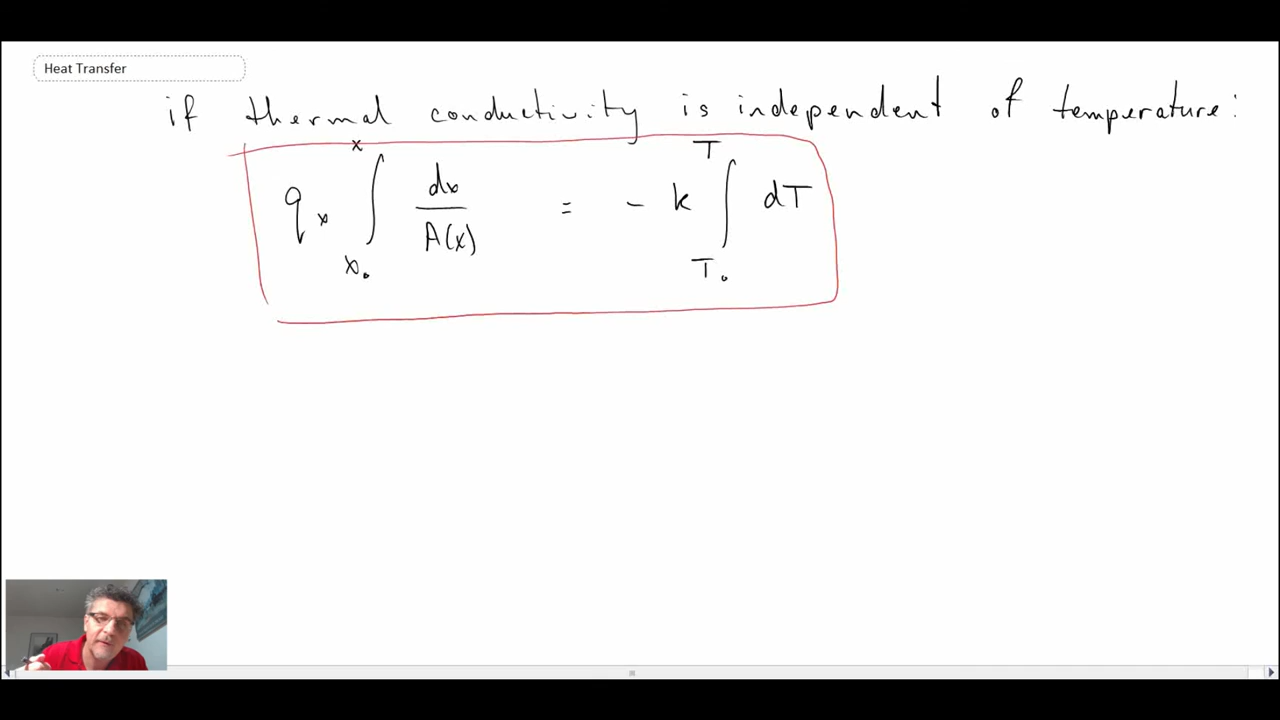 Heat Transfer
if thermal conductivity is independent of temperature:
q_x ∫_{x_0}^{x} dx/A(x) = - k ∫_{T_0}^{T} dT